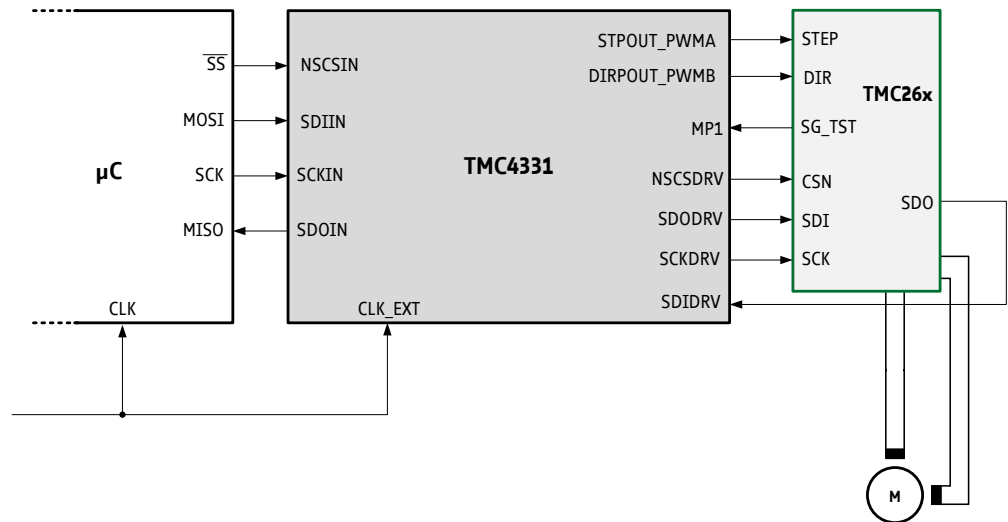 SS
MOSI
µC
SCK
MISO
CLK
NSCSIN
SDIIN
SCKIN
SDOIN
CLK_EXT
TMC4331
STPOUT_PWMA
DIRPOUT_PWMB
MP1
NSCSDRV
SDODRV
SCKDRV
SDIDRV
STEP
DIR
TMC26x
SG_TST
CSN
SDO
SDI
SCK
M